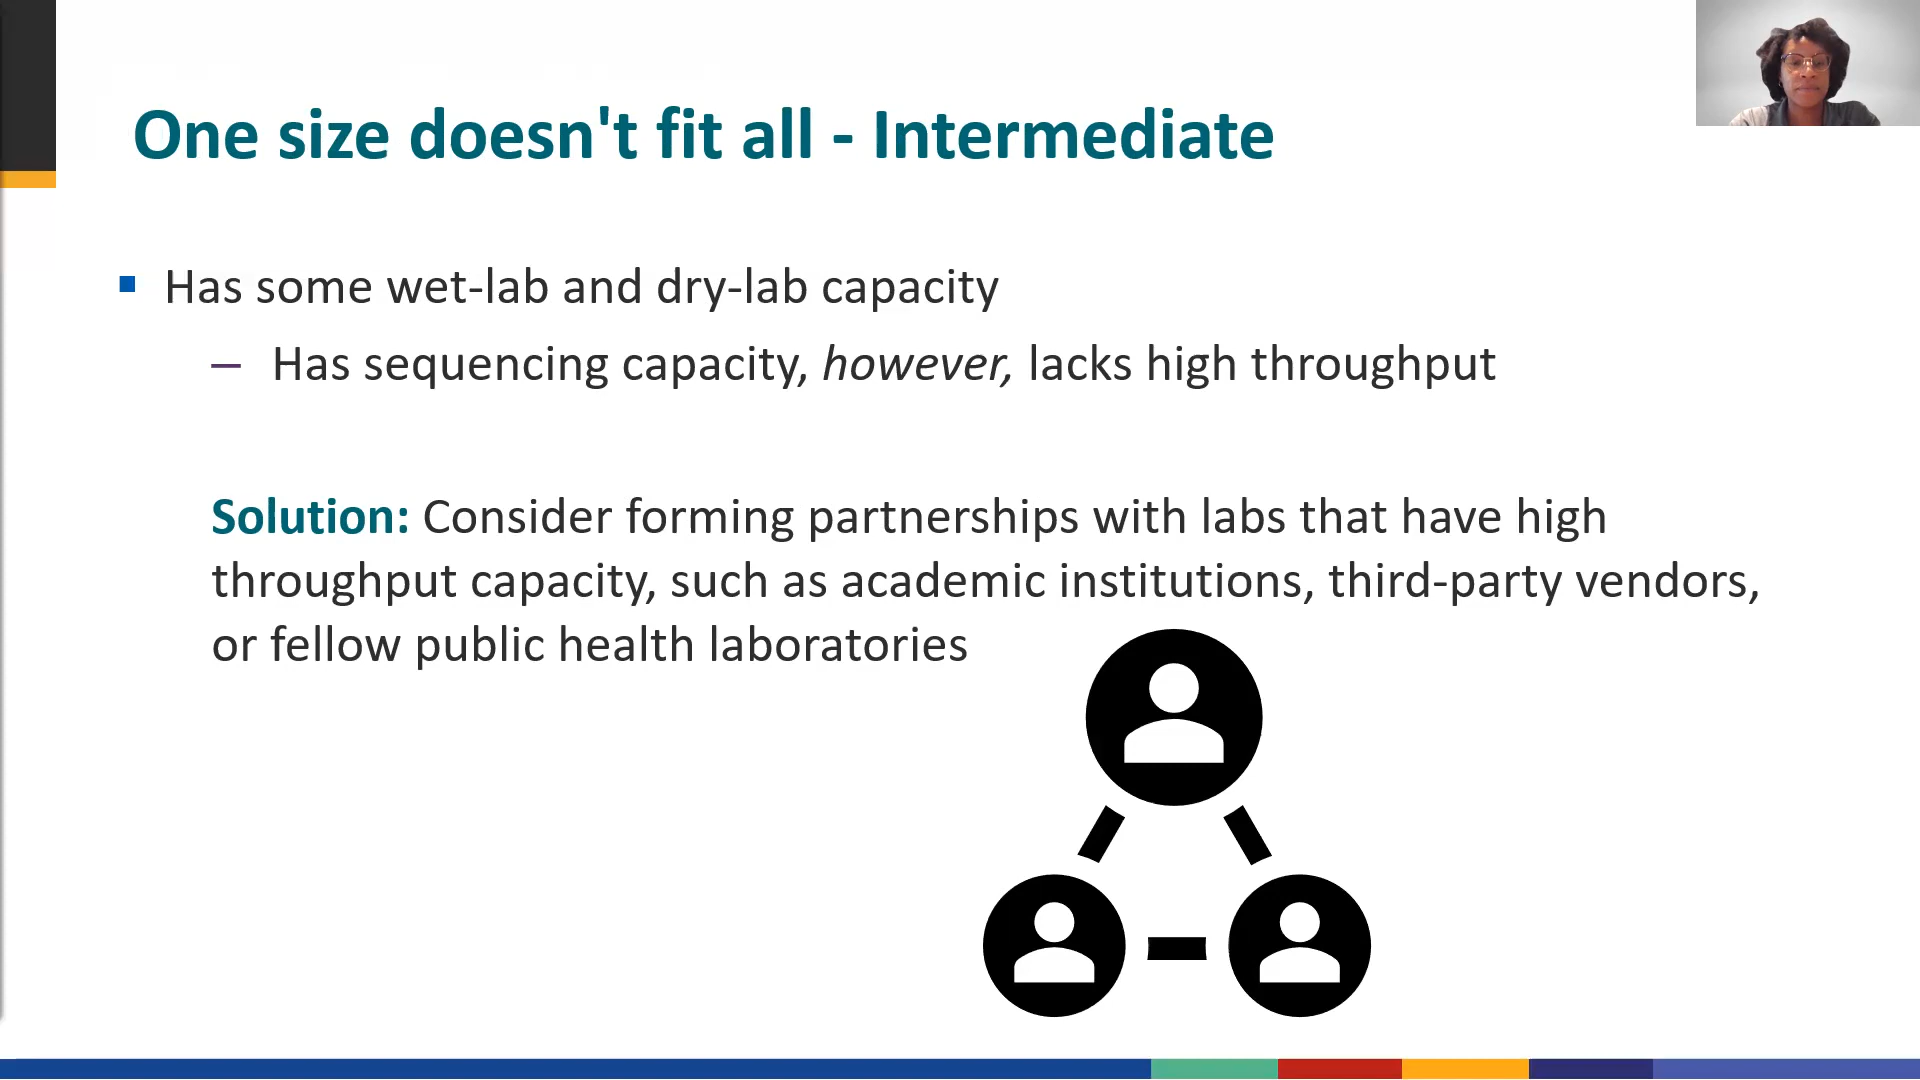 One size doesn't fit all - Intermediate
Has some wet-lab and dry-lab capacity
– Has sequencing capacity, however, lacks high throughput
Solution: Consider forming partnerships with labs that have high
throughput capacity, such as academic institutions, third-party vendors,
or fellow public health laboratories